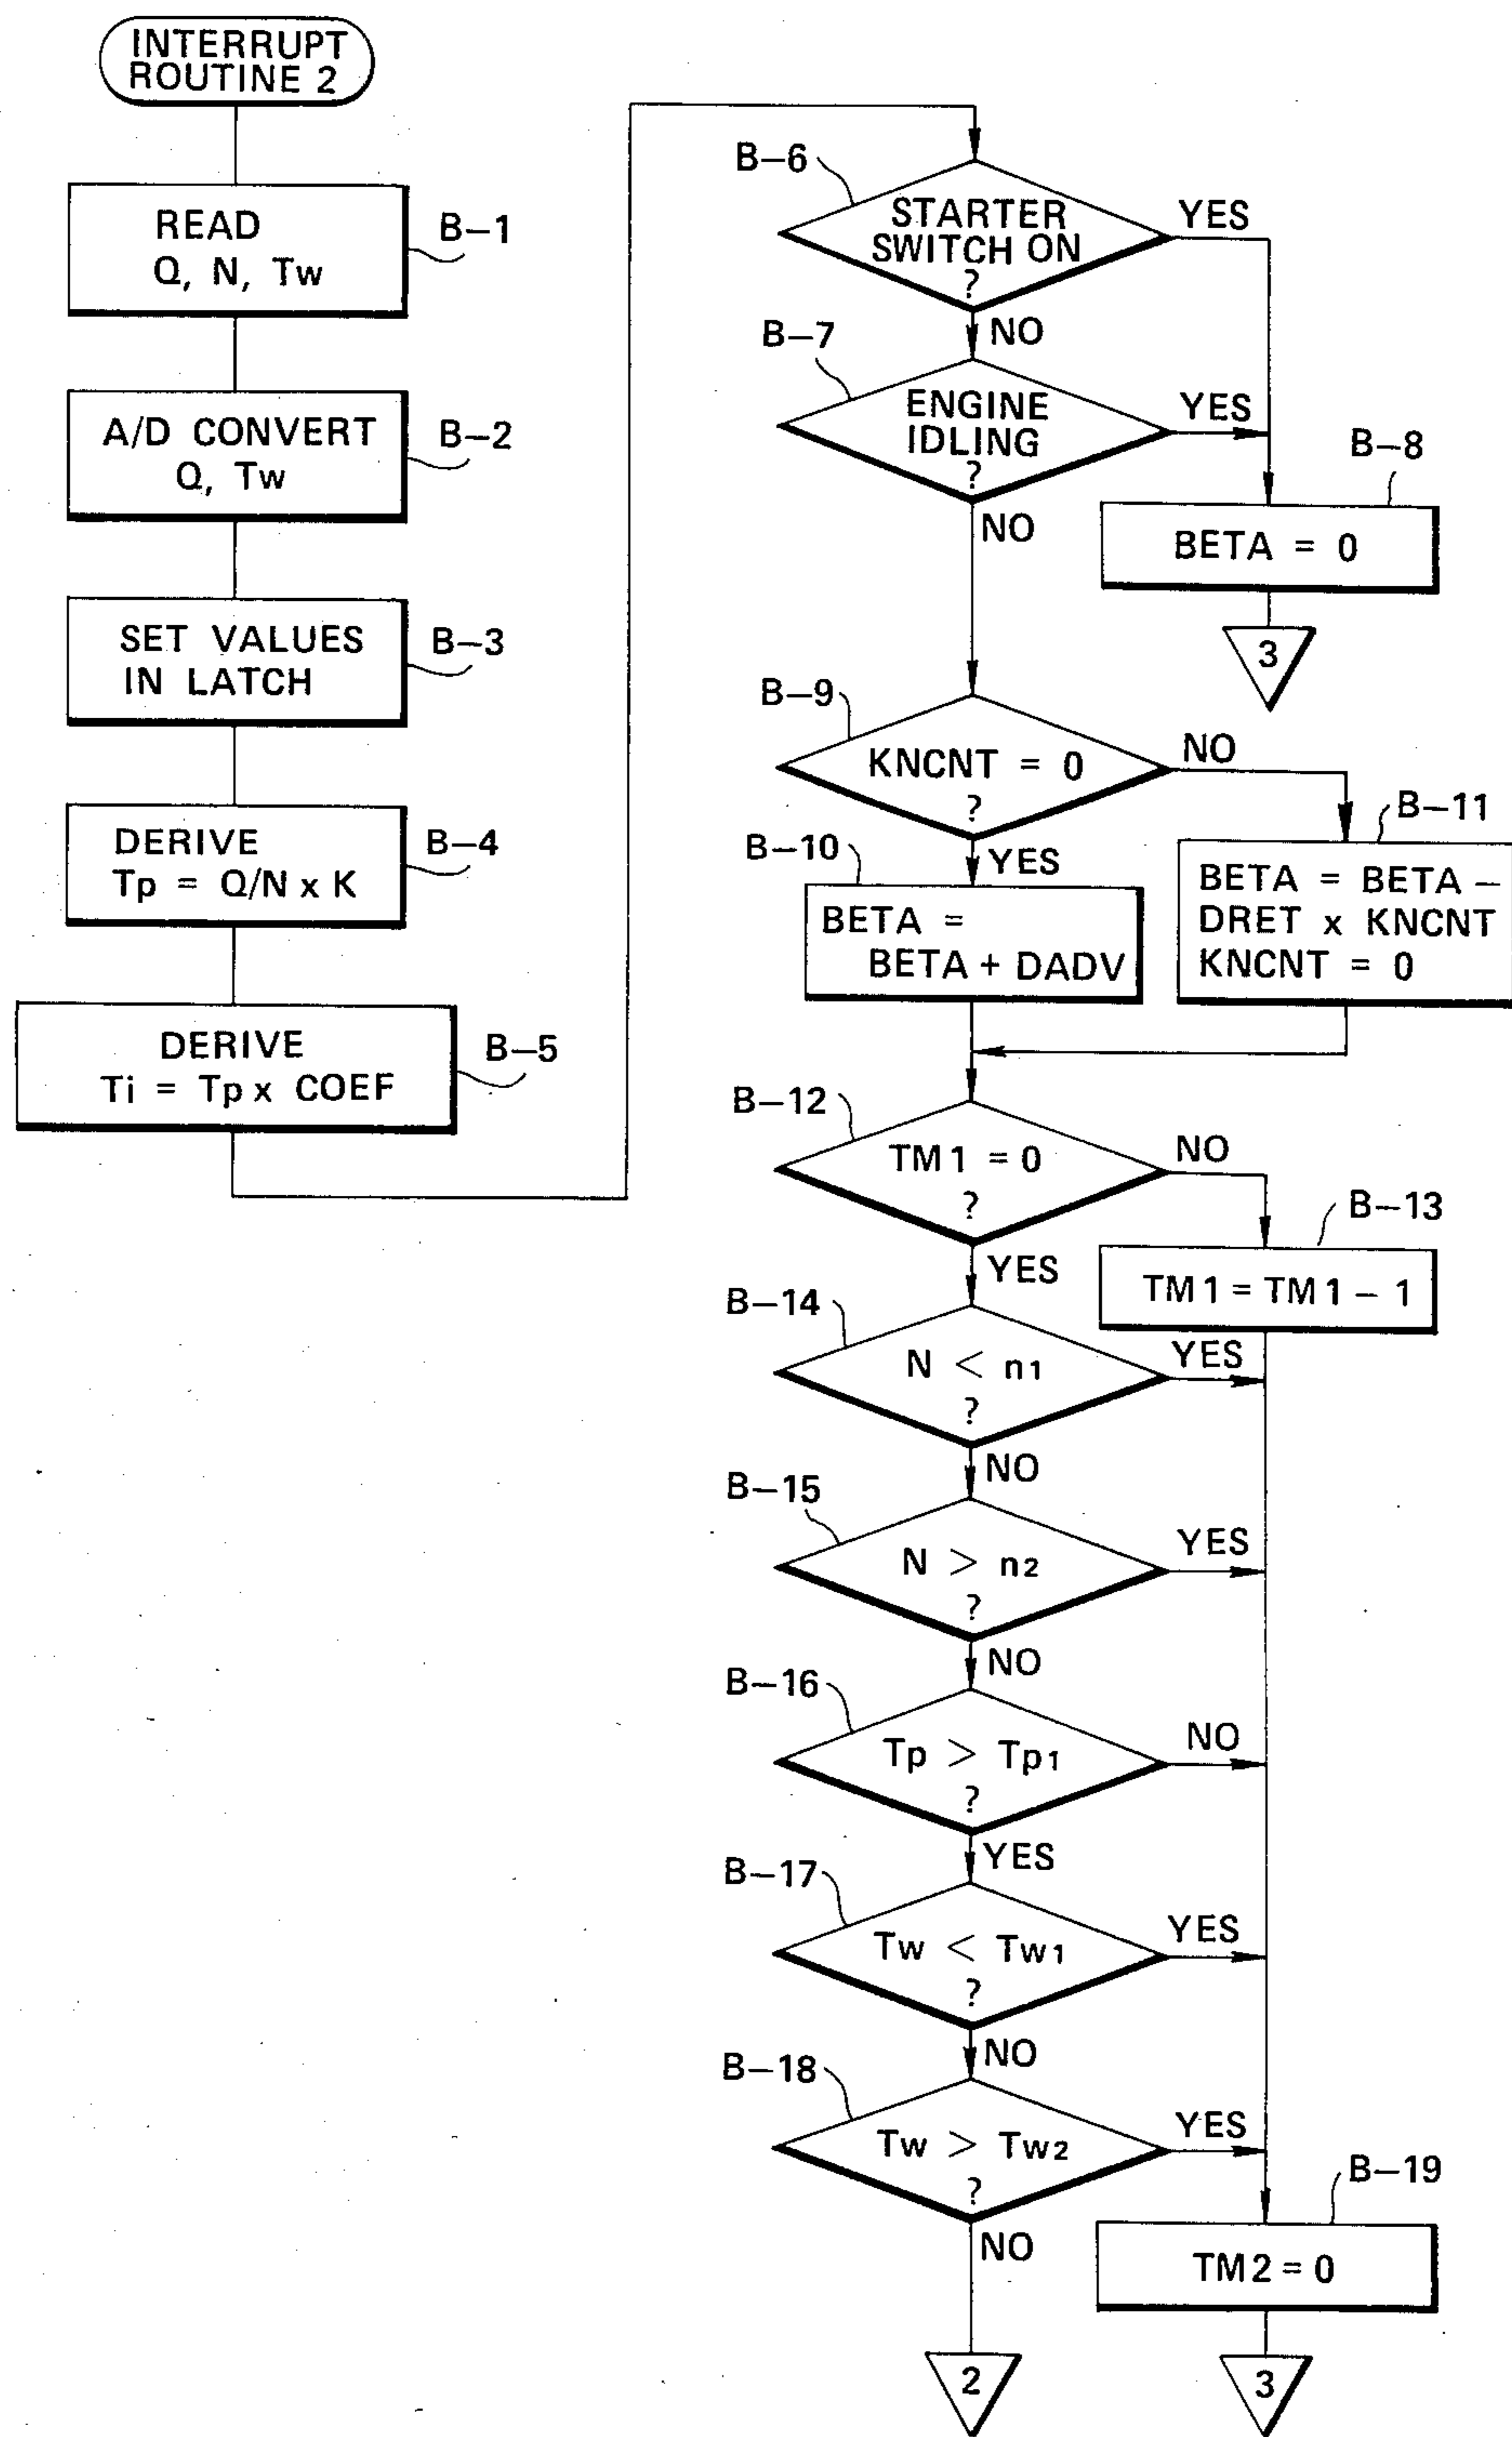 INTERRUPT
ROUTINE 2
READ
Q, N, Tw
B-1
A/D CONVERT
Q, Tw
B-2
SET VALUES
IN LATCH
B-3
DERIVE
Tp = Q/N x K
B-4
DERIVE
Ti = Tp x COEF
B-5
B-6
STARTER
SWITCH ON
?
YES
NO
B-7
ENGINE
IDLING
?
YES
NO
B-8
BETA = 0
3
B-9
KNCNT = 0
?
NO
YES
B-10
BETA =
BETA + DADV
B-11
BETA = BETA -
DRET x KNCNT
KNCNT = 0
B-12
TM1 = 0
?
NO
YES
B-13
TM1 = TM1 - 1
B-14
N < n1
?
YES
NO
B-15
N > n2
?
YES
NO
B-16
Tp > Tp1
?
NO
YES
B-17
Tw < Tw1
?
YES
NO
B-18
Tw > Tw2
?
YES
NO
B-19
TM2 = 0
2
3